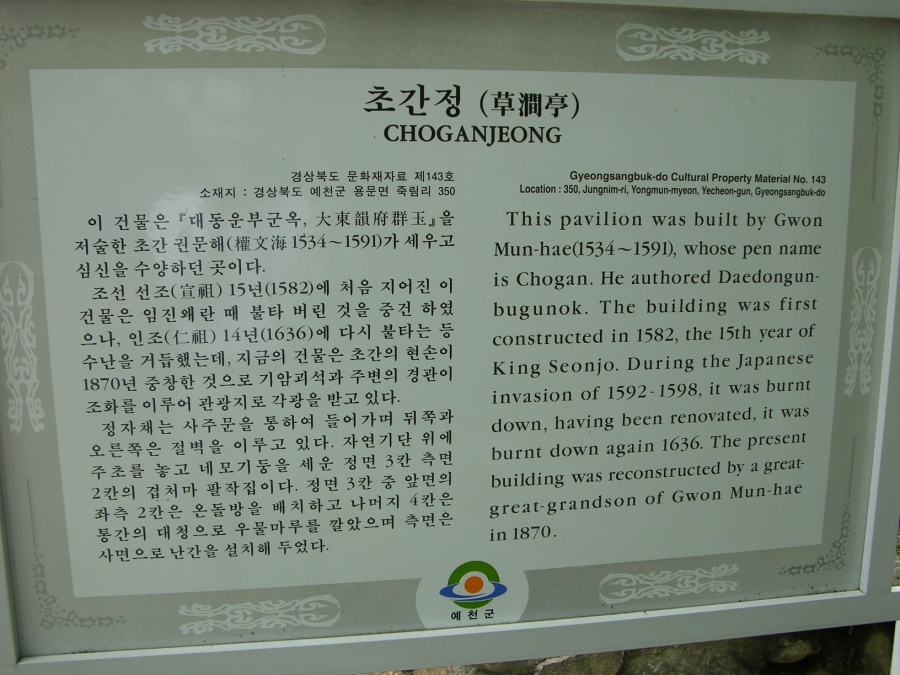 초간정 (草澗亭)
CHOGANJEONG
경상북도 문화재자료 제143호
소재지 : 경상북도 예천군 용문면 죽림리 350
이 건물은『대동운부군옥, 大東韻府群玉』을
저술한 초간 권문해(權文海 1534~1591)가 세우고
심신을 수양하던 곳이다.
조선 선조(宣祖) 15년(1582)에 처음 지어진 이
건물은 임진왜란 때 불타 버린 것을 중건 하였
으나, 인조(仁祖) 14년(1636)에 다시 불타는 등
수난을 거듭했는데, 지금의 건물은 초간의 현손이
1870년 중창한 것으로 기암괴석과 주변의 경관이
조화를 이루어 관광지로 각광을 받고 있다.
정자채는 사주문을 통하여 들어가며 뒤쪽과
오른쪽은 절벽을 이루고 있다. 자연기단 위에
주초를 놓고 네모기둥을 세운 정면 3칸 측면
2칸의 겹처마 팔작집이다. 정면 3칸 중 앞면의
좌측 2칸은 온돌방을 배치하고 나머지 4칸은
통간의 대청으로 우물마루를 깔았으며 측면은
사면으로 난간을 설치해 두었다.
Gyeongsangbuk-do Cultural Property Material No. 143
Location : 350, Jungnim-ri, Yongmun-myeon, Yecheon-gun, Gyeongsangbuk-do
This pavilion was built by Gwon
Mun-hae(1534~1591), whose pen name
is Chogan. He authored Daedongun-
bugunok. The building was first
constructed in 1582, the 15th year of
King Seonjo. During the Japanese
invasion of 1592-1598, it was burnt
down, having been renovated, it was
burnt down again 1636. The present
building was reconstructed by a great-
great-grandson of Gwon Mun-hae
in 1870.
예천군